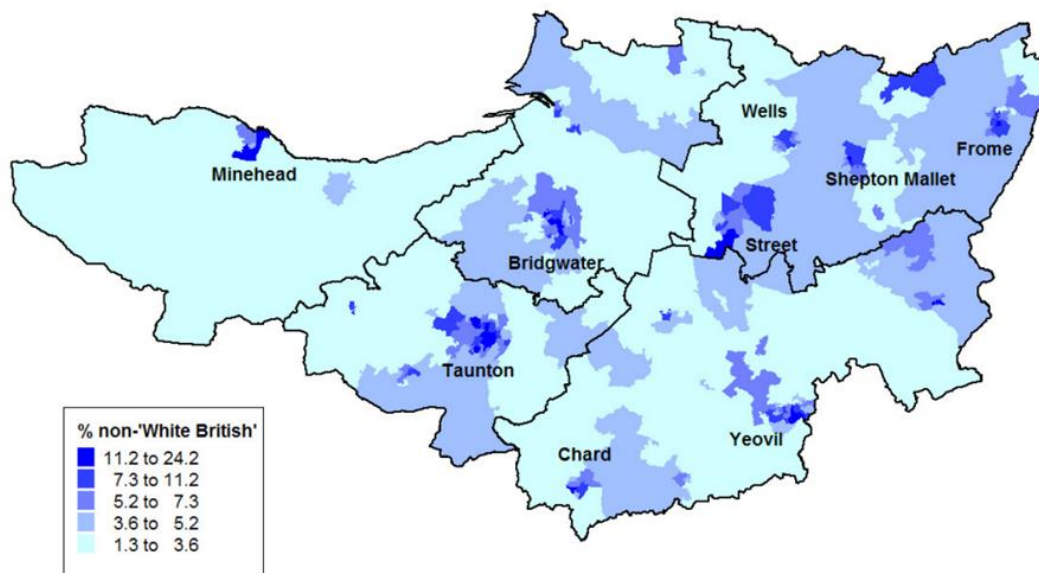 Wells
Frome
Minehead
Shepton Mallet
Street
Bridgwater
Taunton
Yeovil
Chard
% non-'White British'
11.2 to 24.2
7.3 to 11.2
5.2 to 7.3
3.6 to 5.2
1.3 to 3.6